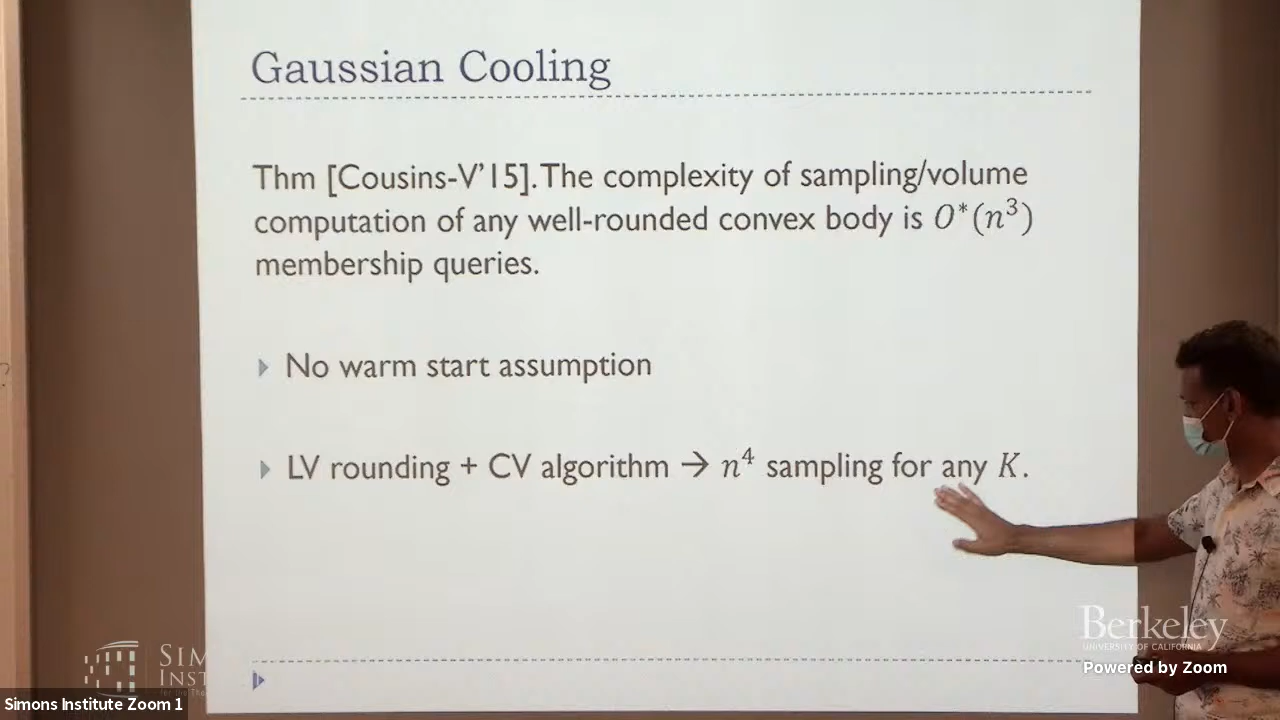 Gaussian Cooling
Thm [Cousins-V’15]. The complexity of sampling/volume
computation of any well-rounded convex body is O*(n³)
membership queries.
No warm start assumption
LV rounding + CV algorithm → n⁴ sampling for any K.
Berkeley
UNIVERSITY OF CALIFORNIA
Powered by Zoom
Simons Institute Zoom 1